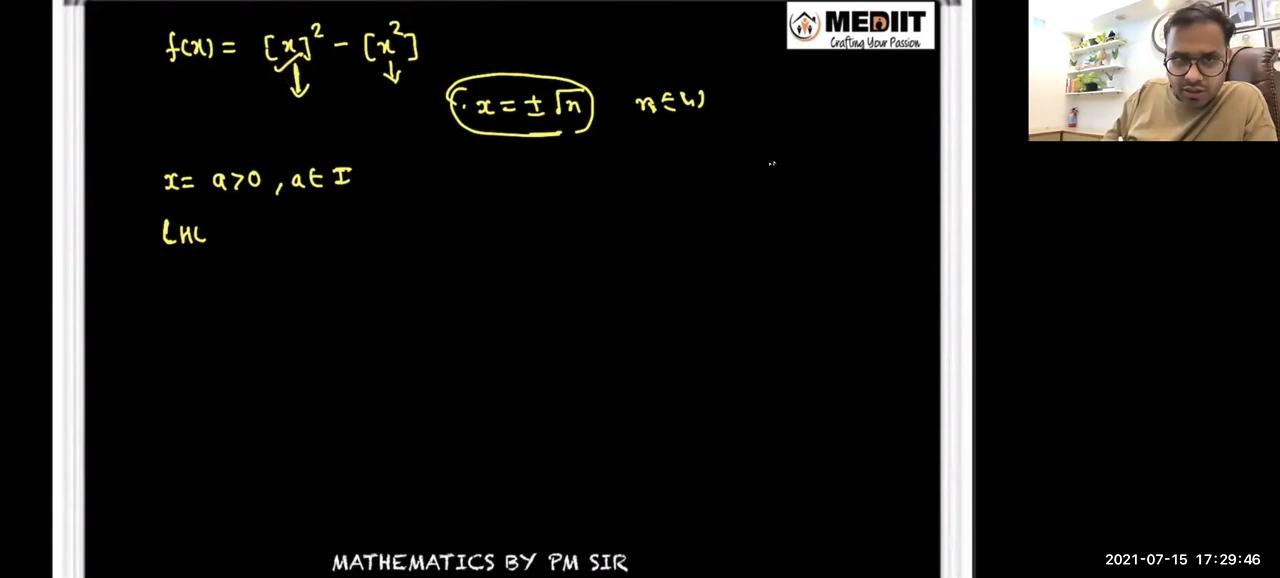 f(x) = [x]² - [x²]
MEDIIT
Crafting Your Passion
x = ± √n
x = a>0 , a∈ I
LHL
MATHEMATICS BY PM SIR
2021-07-15 17:29:46